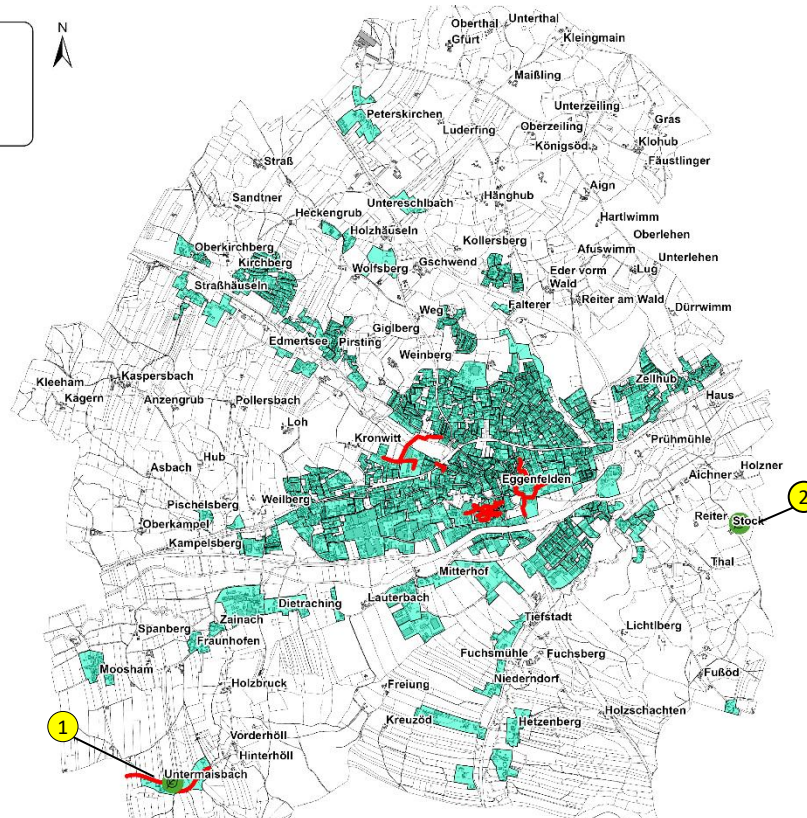 N
Oberthal
Unterthal
Gfürt
Kleingmain
Maißling
Peterskirchen
Unterzeiling
Gras
Luderfing
Oberzeiling
Königsöd
Klohub
Fäustlinger
Straß
Sandtner
Untereschlbach
Hänghub
Aign
Heckengrub
Hartlwimm
Holzhäuseln
Oberlehen
Oberkirchberg
Kollersberg
Afuswimm
Unterlehen
Kirchberg
Wolfsberg
Gschwend
Eder vorm
Wald
Lug
Straßhäuseln
Reiter am Wald
Falterer
Dürrwimm
Weg
Giglberg
Edmertsee
Pirsting
Weinberg
Kleeham
Kaspersbach
Zellhub
Kagern
Anzengrub
Pollersbach
Haus
Loh
Kronwitt
Prühmühle
Hub
Asbach
Eggenfelden
Aichner
Holzner
Pischelsberg
Weilberg
2
Oberkampel
Reiter
Stock
Kampelsberg
Thal
Mitterhof
Lauterbach
Dietraching
Zainach
Tiefstadt
Spanberg
Lichtlberg
Fraunhofen
Fuchsmühle
Fuchsberg
Moosham
Niederndorf
Fußöd
Holzbruck
Freiung
Kreuzöd
Hetzenberg
Holzschachten
1
Vorderhöll
Hinterhöll
Untermaisbach